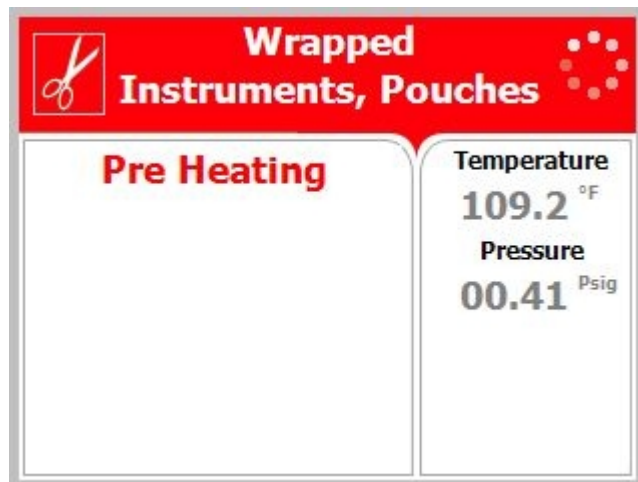 Wrapped
Instruments, Pouches
Pre Heating
Temperature
109.2 °F
Pressure
00.41 Psig